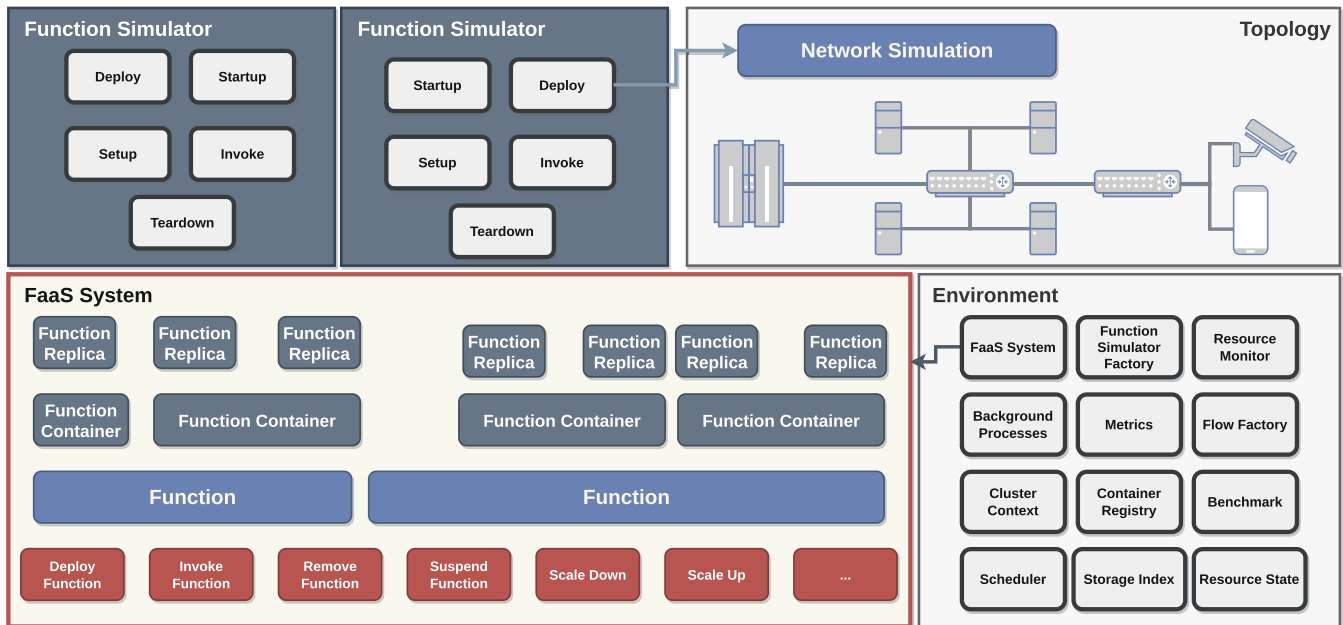 Function Simulator
Deploy
Startup
Setup
Invoke
Teardown
Function Simulator
Startup
Deploy
Setup
Invoke
Teardown
Topology
Network Simulation
FaaS System
Function
Replica
Function
Replica
Function
Replica
Function
Replica
Function
Replica
Function
Replica
Function
Replica
Function
Container
Function Container
Function Container
Function Container
Function
Function
Deploy
Function
Invoke
Function
Remove
Function
Suspend
Function
Scale Down
Scale Up
...
Environment
FaaS System
Function
Simulator
Factory
Resource
Monitor
Background
Processes
Metrics
Flow Factory
Cluster
Context
Container
Registry
Benchmark
Scheduler
Storage Index
Resource State